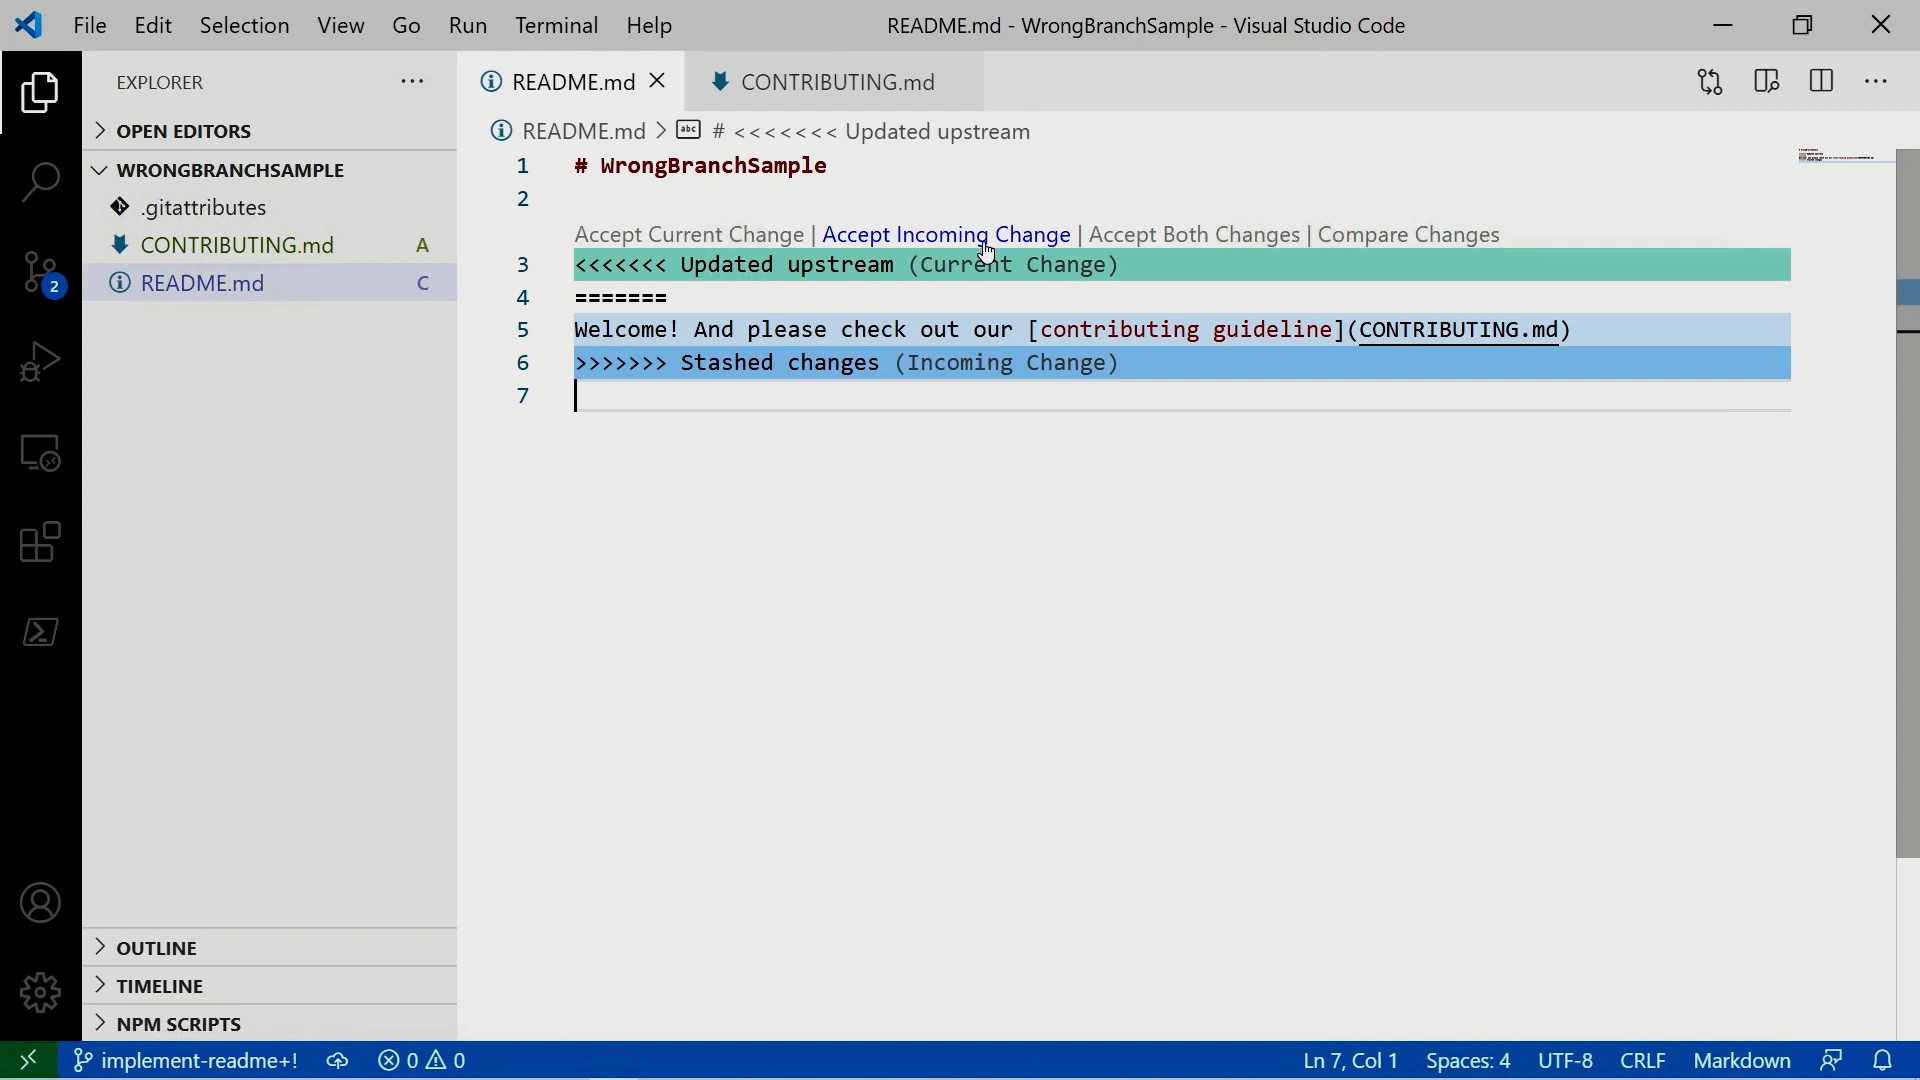 File Edit Selection View Go Run Terminal Help README.md - WrongBranchSample - Visual Studio Code
EXPLORER
README.md CONTRIBUTING.md
OPEN EDITORS
README.md > abc # <<<<<<< Updated upstream
WRONGBRANCHSAMPLE
.gitattributes
CONTRIBUTING.md A
README.md C
2
1 # WrongBranchSample
2
Accept Current Change | Accept Incoming Change | Accept Both Changes | Compare Changes
3 <<<<<<< Updated upstream (Current Change)
4 =======
5 Welcome! And please check out our [contributing guideline](CONTRIBUTING.md)
6 >>>>>>> Stashed changes (Incoming Change)
7
OUTLINE
TIMELINE
NPM SCRIPTS
implement-readme+! 0 0 Ln 7, Col 1 Spaces: 4 UTF-8 CRLF Markdown